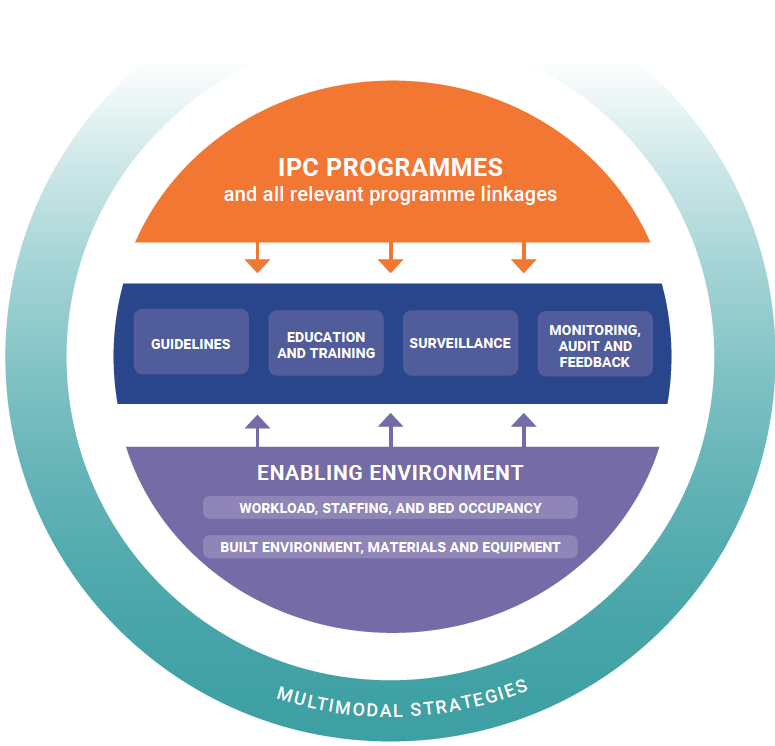 IPC PROGRAMMES
and all relevant programme linkages
GUIDELINES
EDUCATION
AND TRAINING
SURVEILLANCE
MONITORING,
AUDIT AND
FEEDBACK
ENABLING ENVIRONMENT
WORKLOAD, STAFFING, AND BED OCCUPANCY
BUILT ENVIRONMENT, MATERIALS AND EQUIPMENT
MULTIMODAL STRATEGIES